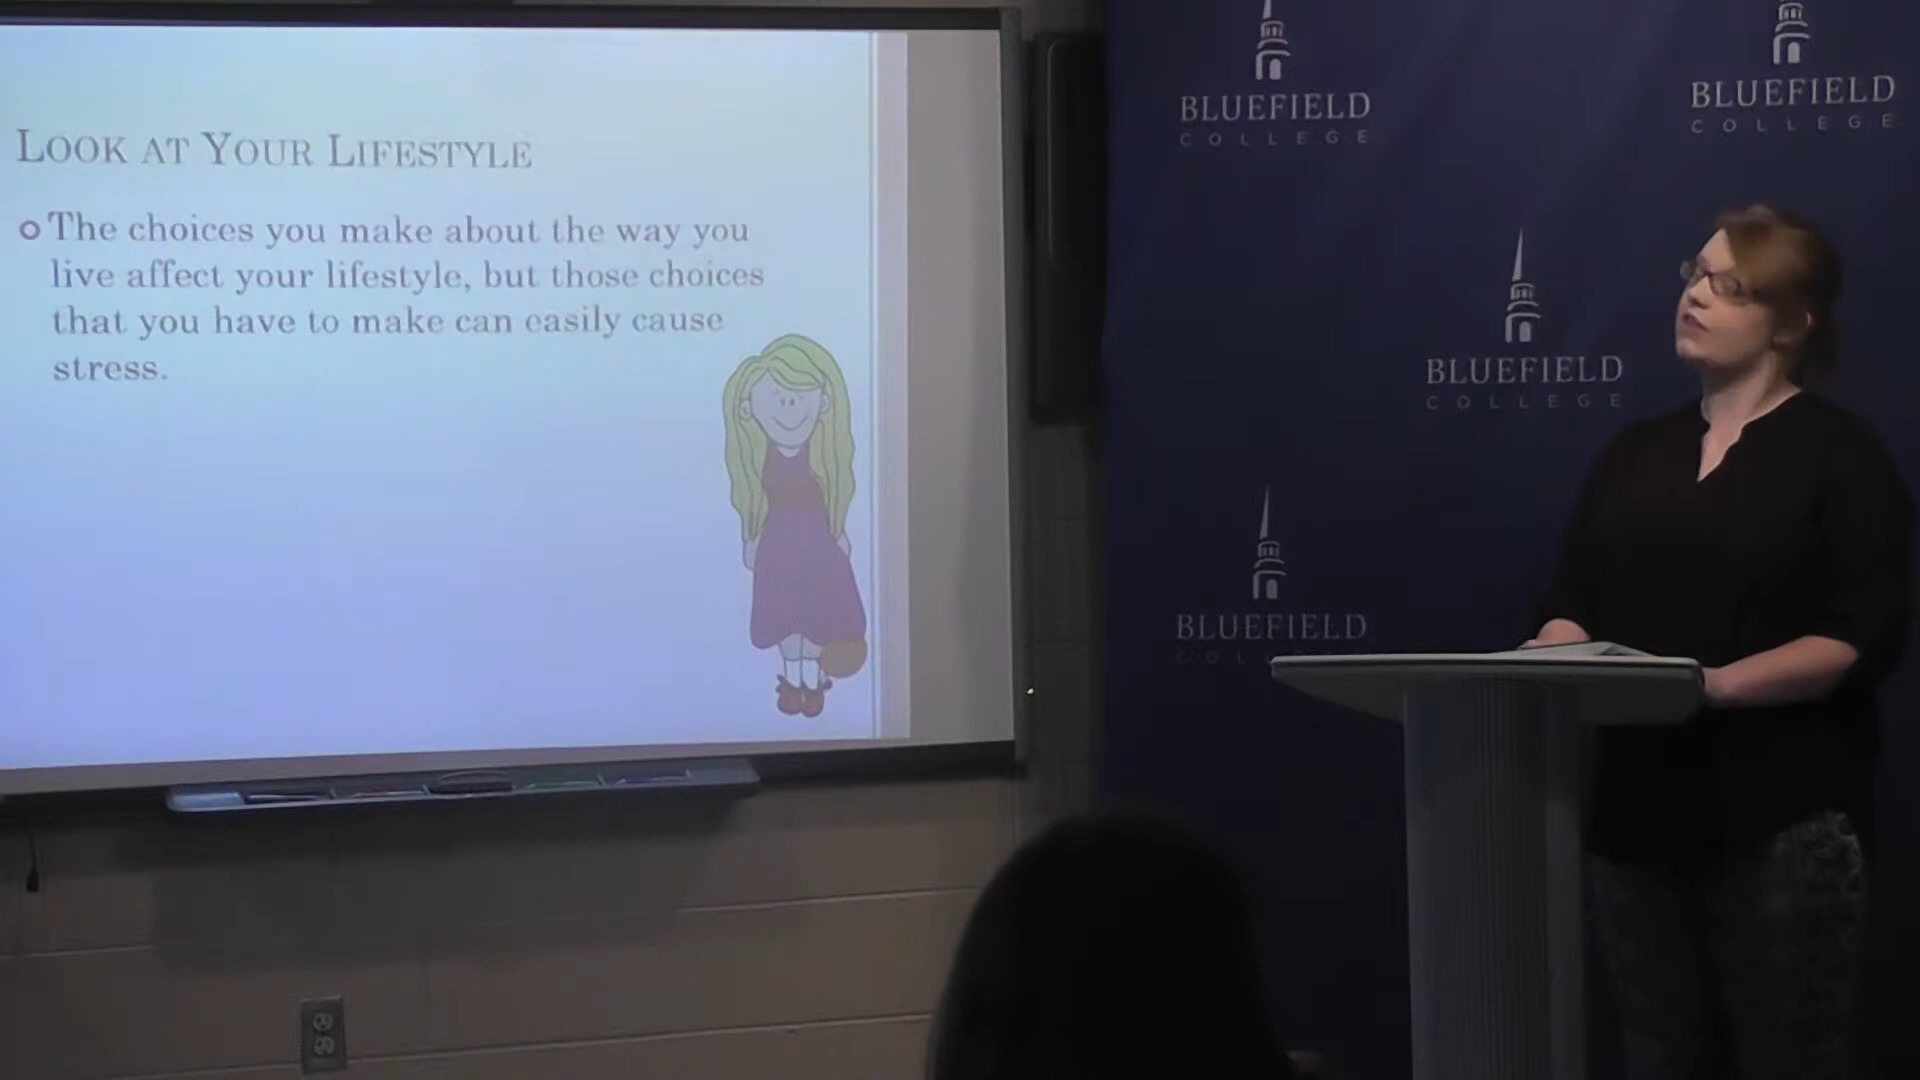 LOOK AT YOUR LIFESTYLE
The choices you make about the way you
live affect your lifestyle, but those choices
that you have to make can easily cause
stress.
BLUEFIELD
COLLEGE
BLUEFIELD
COLLEGE
BLUEFIELD
COLLEGE
BLUEFIELD